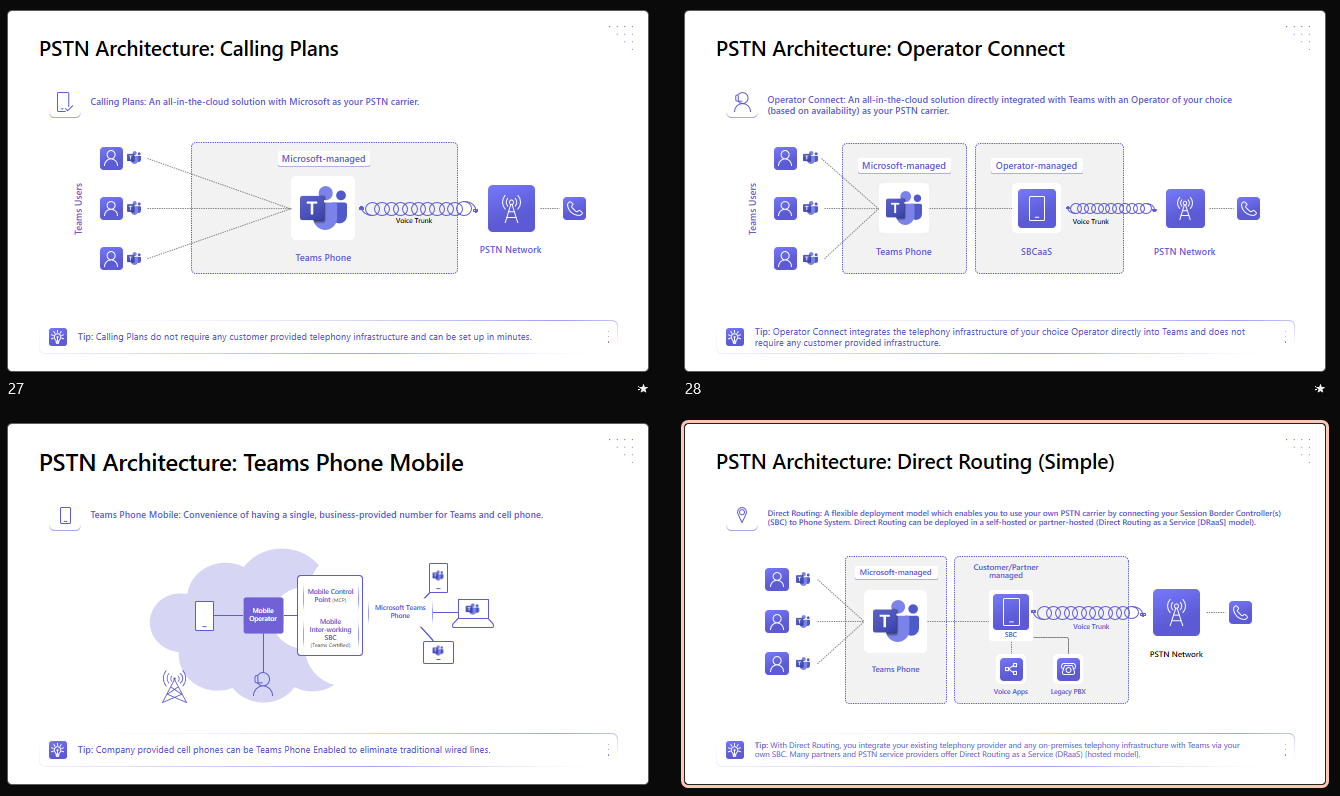 PSTN Architecture: Calling Plans
Calling Plans: An all-in-the-cloud solution with Microsoft as your PSTN carrier.
Microsoft-managed
Teams Users
Voice Trunk
Teams Phone
PSTN Network
Tip: Calling Plans do not require any customer provided telephony infrastructure and can be set up in minutes.
27
PSTN Architecture: Operator Connect
Operator Connect: An all-in-the-cloud solution directly integrated with Teams with an Operator of your choice
(based on availability) as your PSTN carrier.
Microsoft-managed
Operator-managed
Teams Users
Voice Trunk
Teams Phone
SBCaaS
PSTN Network
Tip: Operator Connect integrates the telephony infrastructure of your choice Operator directly into Teams and does not
require any customer provided infrastructure.
28
PSTN Architecture: Teams Phone Mobile
Teams Phone Mobile: Convenience of having a single, business-provided number for Teams and cell phone.
Mobile
Operator
Mobile Control
Point (MCP)
Mobile
Inter-working
SBC
(Teams Certified)
Microsoft Teams
Phone
Tip: Company provided cell phones can be Teams Phone Enabled to eliminate traditional wired lines.
PSTN Architecture: Direct Routing (Simple)
Direct Routing: A flexible deployment model which enables you to use your own PSTN carrier by connecting your Session Border Controller(s)
(SBC) to Phone System. Direct Routing can be deployed in a self-hosted or partner-hosted (Direct Routing as a Service [DRaaS] model).
Microsoft-managed
Customer/Partner
managed
Teams Phone
SBC
Voice Trunk
Voice Apps
Legacy PBX
PSTN Network
Tip: With Direct Routing, you integrate your existing telephony provider and any on-premises telephony infrastructure with Teams via your
own SBC. Many partners and PSTN service providers offer Direct Routing as a Service (DRaaS) [hosted model].